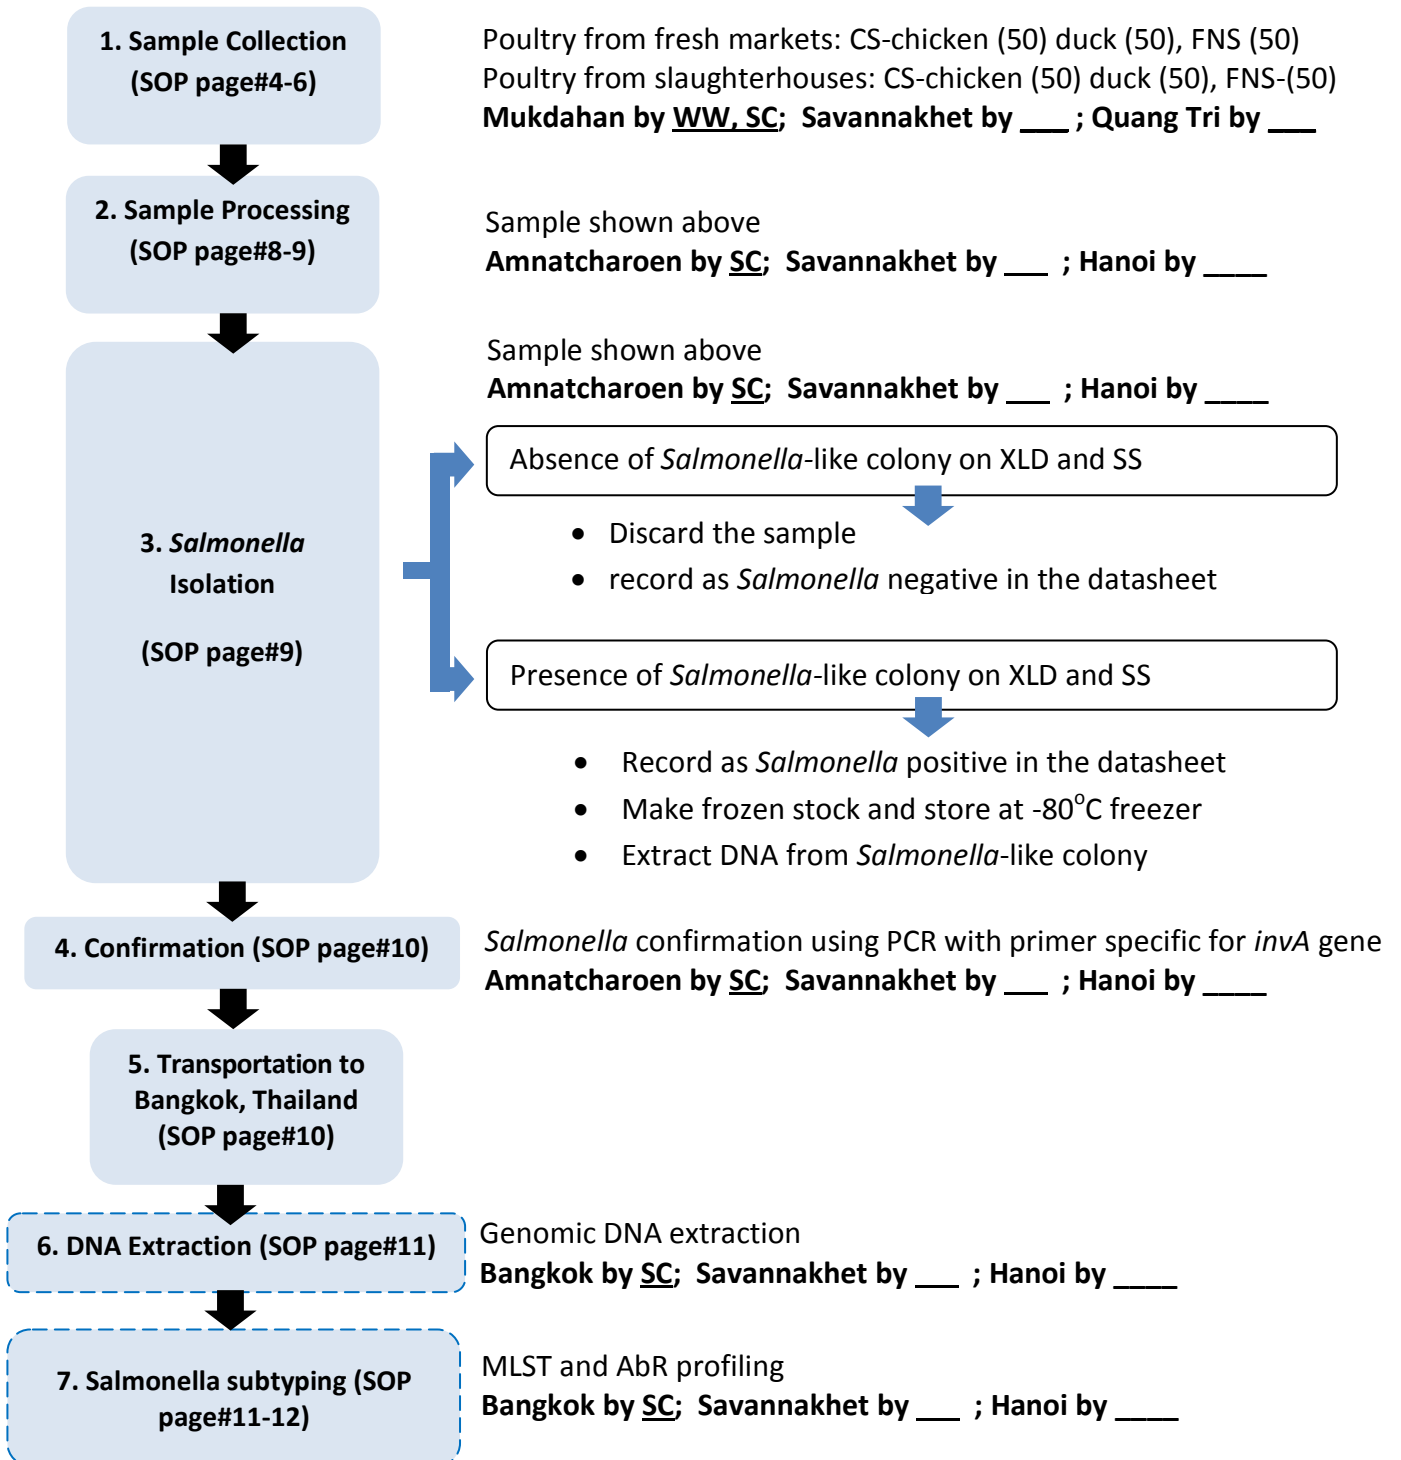 1. Sample Collection
(SOP page#4-6)
Poultry from fresh markets: CS-chicken (50) duck (50), FNS (50)
Poultry from slaughterhouses: CS-chicken (50) duck (50), FNS-(50)
Mukdahan by WW, SC; Savannakhet by ___ ; Quang Tri by ___
2. Sample Processing
(SOP page#8-9)
Sample shown above
Amnatcharoen by SC; Savannakhet by ___ ; Hanoi by ____
3. Salmonella
Isolation
(SOP page#9)
Sample shown above
Amnatcharoen by SC; Savannakhet by ___ ; Hanoi by ____
Absence of Salmonella-like colony on XLD and SS
• Discard the sample
• record as Salmonella negative in the datasheet
Presence of Salmonella-like colony on XLD and SS
• Record as Salmonella positive in the datasheet
• Make frozen stock and store at -80°C freezer
• Extract DNA from Salmonella-like colony
4. Confirmation (SOP page#10)
Salmonella confirmation using PCR with primer specific for invA gene
Amnatcharoen by SC; Savannakhet by ___ ; Hanoi by ____
5. Transportation to
Bangkok, Thailand
(SOP page#10)
6. DNA Extraction (SOP page#11)
Genomic DNA extraction
Bangkok by SC; Savannakhet by ___ ; Hanoi by ____
7. Salmonella subtyping (SOP
page#11-12)
MLST and AbR profiling
Bangkok by SC; Savannakhet by ___ ; Hanoi by ____